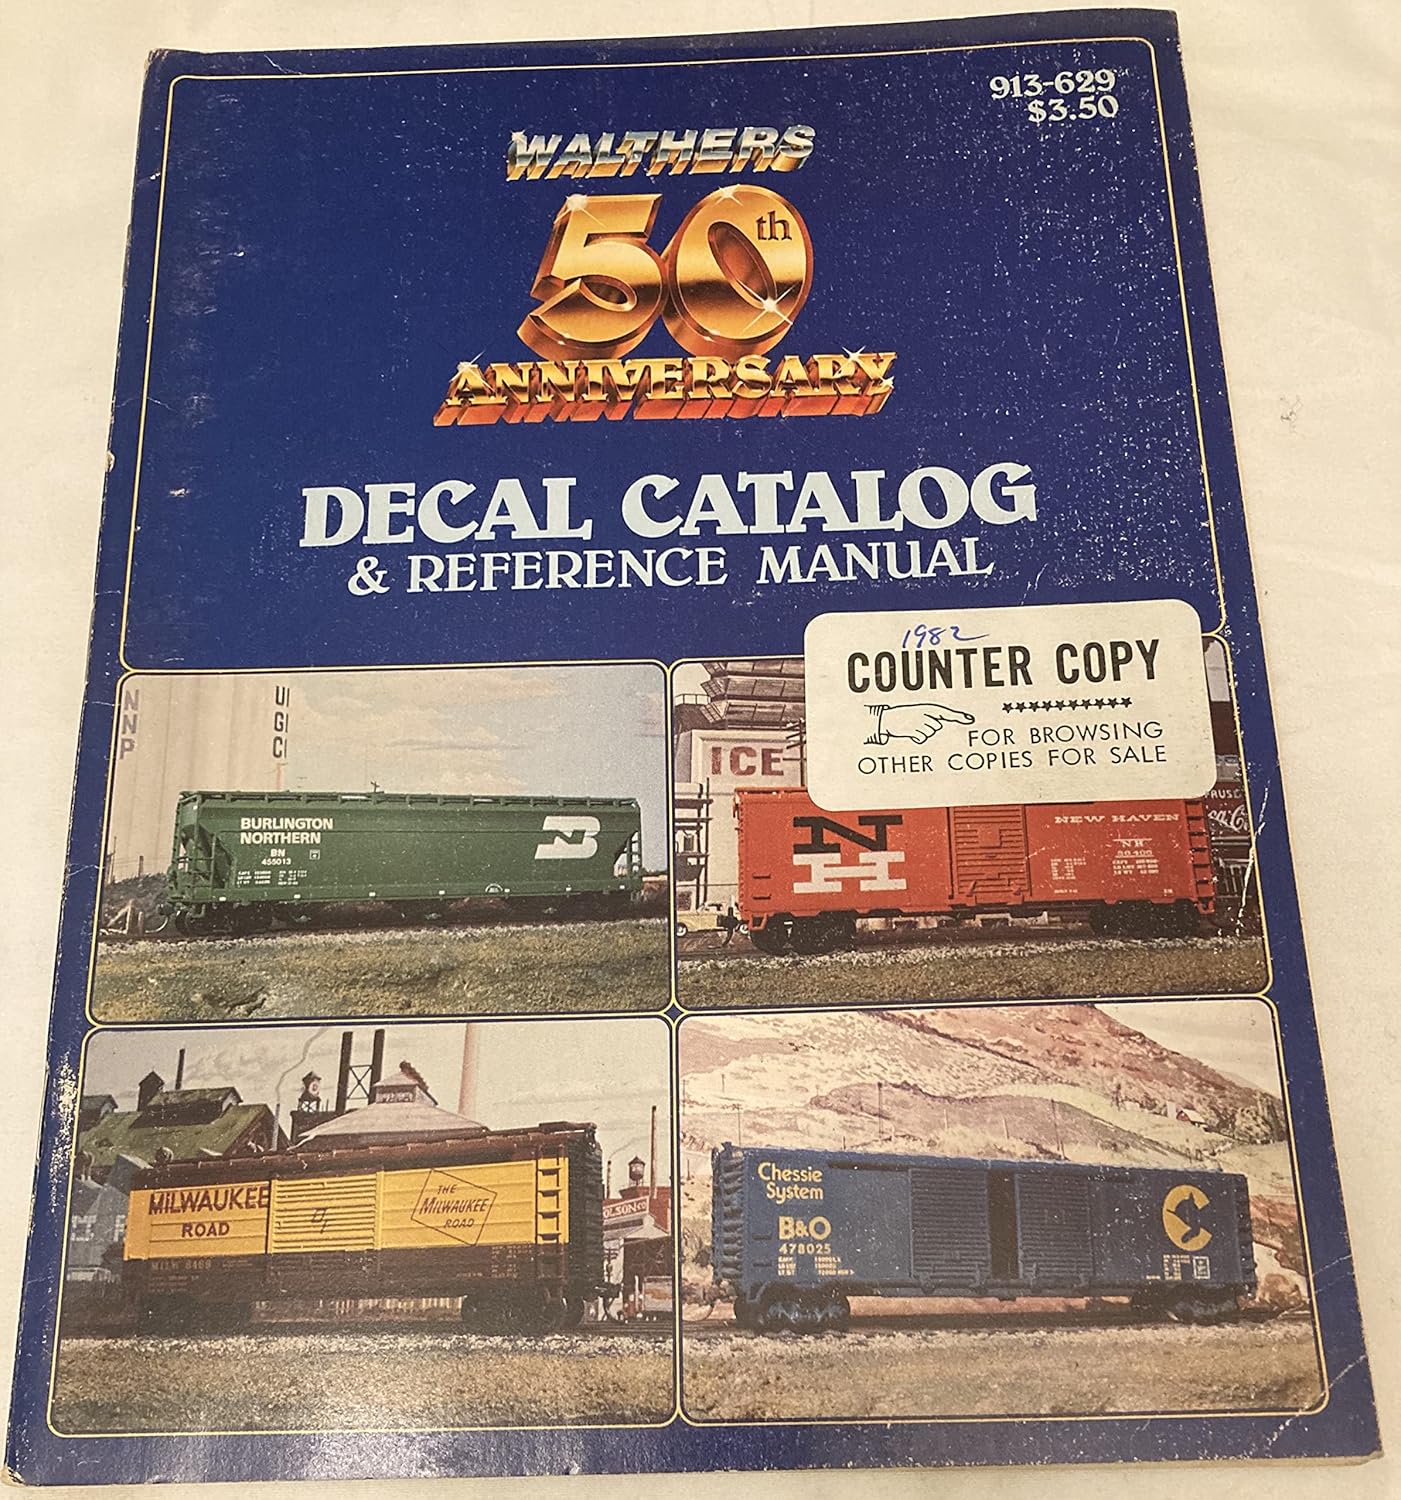 913-629
$3.50
WALTHERS
50th
ANNIVERSARY
DECAL CATALOG
& REFERENCE MANUAL
1982
COUNTER COPY
★★★★★★★★★★
FOR BROWSING
OTHER COPIES FOR SALE
BURLINGTON
NORTHERN
BN
455013
ICE
NH
NEW HAVEN
NH
MILWAUKEE
ROAD
THE
MILWAUKEE
ROAD
Chessie
System
B&O
478025